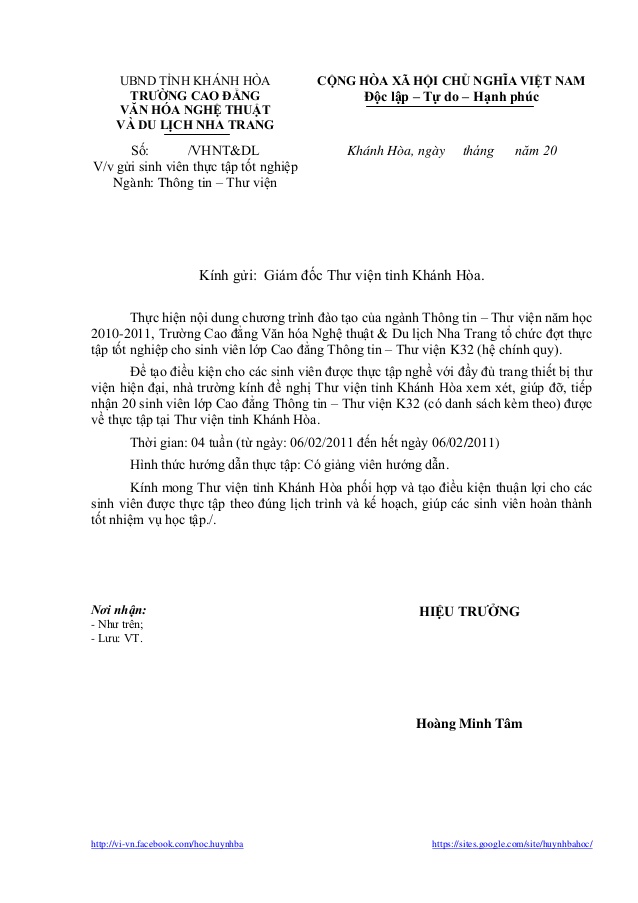 UBND TỈNH KHÁNH HÒA
TRƯỜNG CAO ĐẲNG
VĂN HÓA NGHỆ THUẬT
VÀ DU LỊCH NHA TRANG
Số: /VHNT&DL
V/v gửi sinh viên thực tập tốt nghiệp
Ngành: Thông tin – Thư viện
CỘNG HÒA XÃ HỘI CHỦ NGHĨA VIỆT NAM
Độc lập – Tự do – Hạnh phúc
Khánh Hòa, ngày tháng năm 20
Kính gửi: Giám đốc Thư viện tỉnh Khánh Hòa.
Thực hiện nội dung chương trình đào tạo của ngành Thông tin – Thư viện năm học
2010-2011, Trường Cao đẳng Văn hóa Nghệ thuật & Du lịch Nha Trang tổ chức đợt thực
tập tốt nghiệp cho sinh viên lớp Cao đẳng Thông tin – Thư viện K32 (hệ chính quy).
Để tạo điều kiện cho các sinh viên được thực tập nghề với đầy đủ trang thiết bị thư
viện hiện đại, nhà trường kính đề nghị Thư viện tỉnh Khánh Hòa xem xét, giúp đỡ, tiếp
nhận 20 sinh viên lớp Cao đẳng Thông tin – Thư viện K32 (có danh sách kèm theo) được
về thực tập tại Thư viện tỉnh Khánh Hòa.
Thời gian: 04 tuần (từ ngày: 06/02/2011 đến hết ngày 06/02/2011)
Hình thức hướng dẫn thực tập: Có giảng viên hướng dẫn.
Kính mong Thư viện tỉnh Khánh Hòa phối hợp và tạo điều kiện thuận lợi cho các
sinh viên được thực tập theo đúng lịch trình và kế hoạch, giúp các sinh viên hoàn thành
tốt nhiệm vụ học tập./.
Nơi nhận:
- Như trên;
- Lưu: VT.
HIỆU TRƯỞNG
Hoàng Minh Tâm
http://vi-vn.facebook.com/hoc.huynhba
https://sites.google.com/site/huynhbahoc/